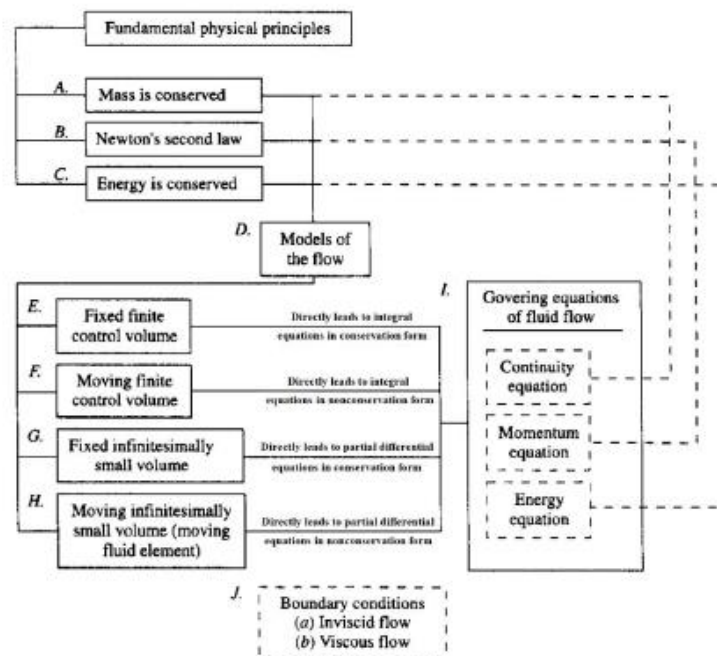 Fundamental physical principles
A. Mass is conserved
B. Newton's second law
C. Energy is conserved
D. Models of
the flow
E. Fixed finite
control volume
Directly leads to integral
equations in conservation form
F. Moving finite
control volume
Directly leads to integral
equations in nonconservation form
G. Fixed infinitesimally
small volume
Directly leads to partial differential
equations in conservation form
H. Moving infinitesimally
small volume (moving
fluid element)
Directly leads to partial differential
equations in nonconservation form
I. Govering equations
of fluid flow
Continuity
equation
Momentum
equation
Energy
equation
J. Boundary conditions
(a) Inviscid flow
(b) Viscous flow